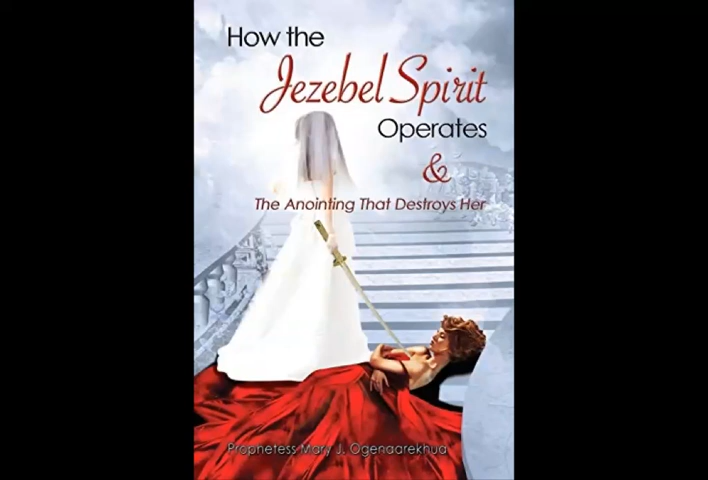 How the
Jezebel Spirit
Operates
&
The Anointing That Destroys Her
Prophetess Mary J. Ogenaarekhua